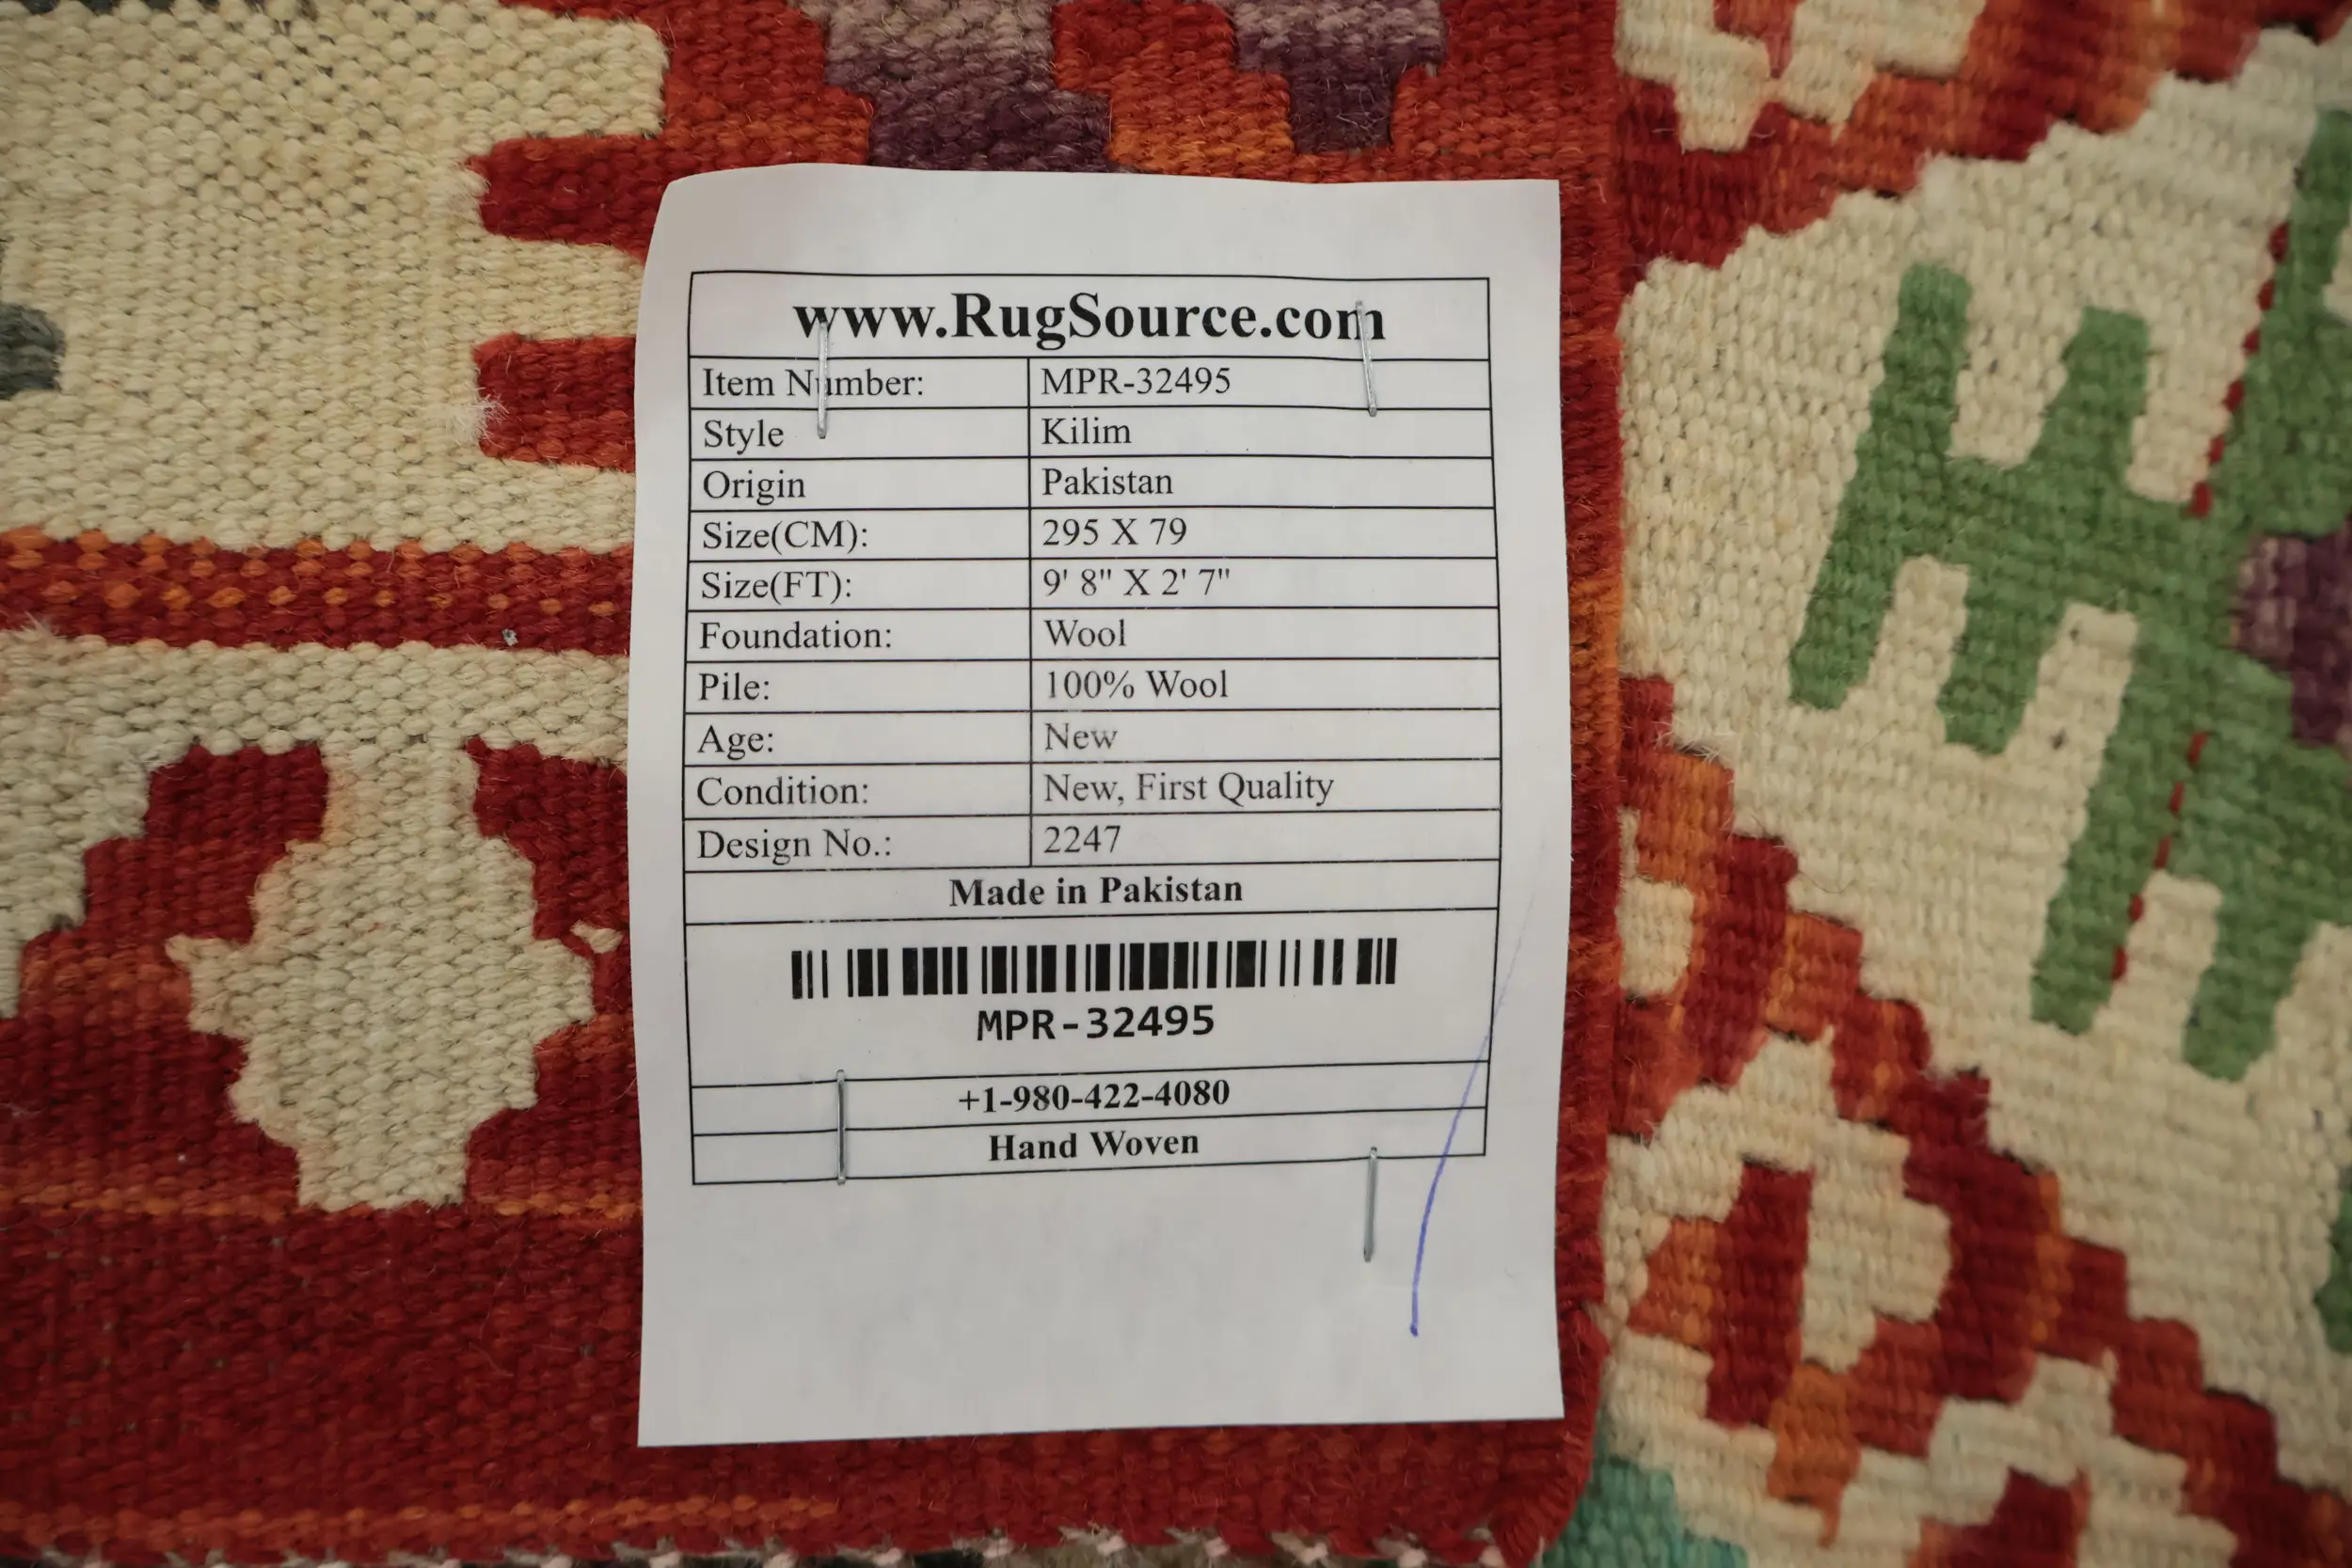 www.RugSource.com
Item Number: MPR-32495
Style Kilim
Origin Pakistan
Size(CM): 295 X 79
Size(FT): 9' 8" X 2' 7"
Foundation: Wool
Pile: 100% Wool
Age: New
Condition: New, First Quality
Design No.: 2247
Made in Pakistan
MPR-32495
+1-980-422-4080
Hand Woven